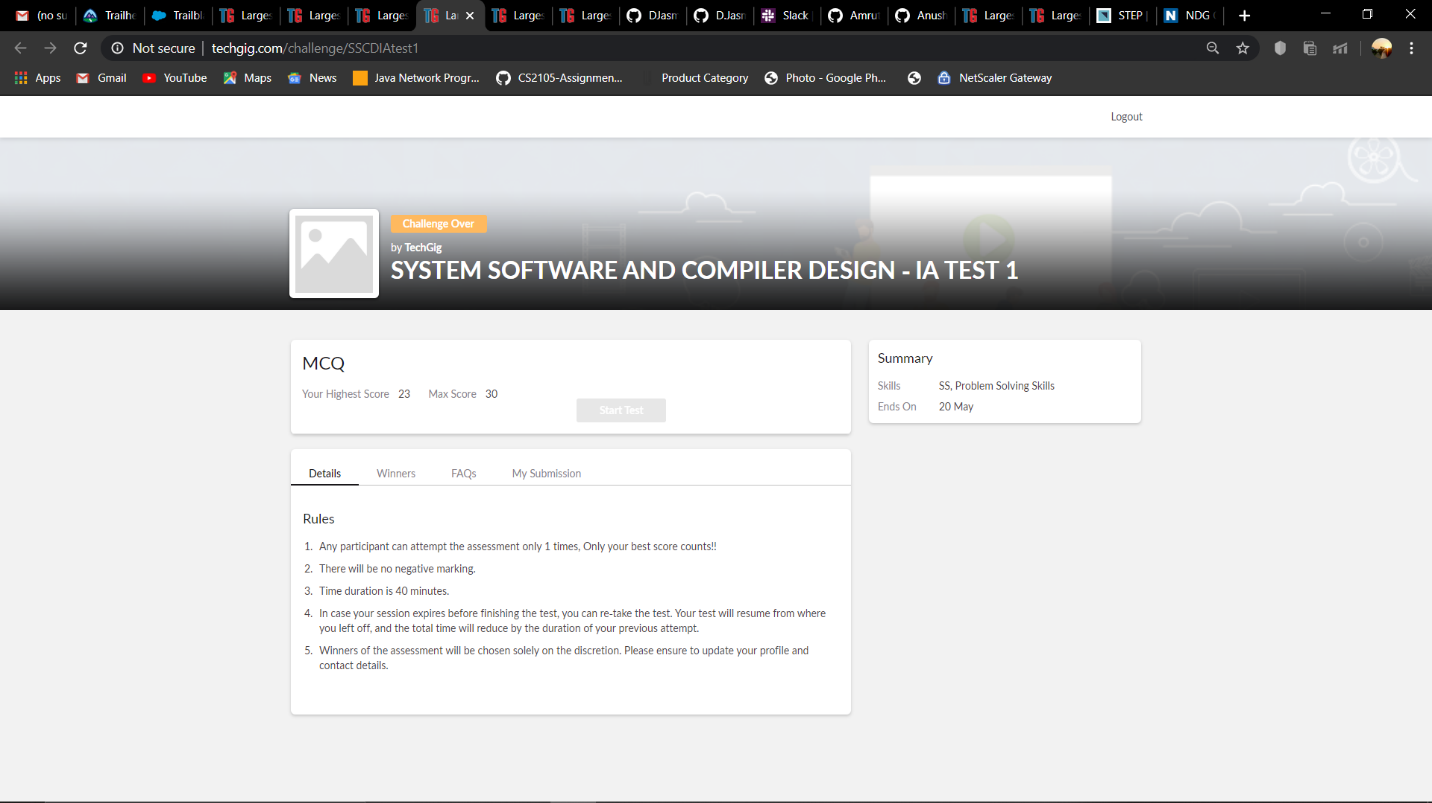 (no su
Trailhe
Trailbl
Large
Large
Large
La
Large
Large
DJasm
D.Jasm
Slack
Amrut
Anush
Large
Large
STEP
NDG
Not secure
techgig.com/challenge/SSCDIAtest1
Apps
Gmail
YouTube
Maps
News
Java Network Progr...
CS2105-Assignmen...
Product Category
Photo - Google Ph...
NetScaler Gateway
Logout
Challenge Over
by TechGig
SYSTEM SOFTWARE AND COMPILER DESIGN - IA TEST 1
MCQ
Your Highest Score 23 Max Score 30
Start Test
Summary
Skills SS, Problem Solving Skills
Ends On 20 May
Details Winners FAQs My Submission
Rules
1. Any participant can attempt the assessment only 1 times, Only your best score counts!!
2. There will be no negative marking.
3. Time duration is 40 minutes.
4. In case your session expires before finishing the test, you can re-take the test. Your test will resume from where
you left off, and the total time will reduce by the duration of your previous attempt.
5. Winners of the assessment will be chosen solely on the discretion. Please ensure to update your profile and
contact details.